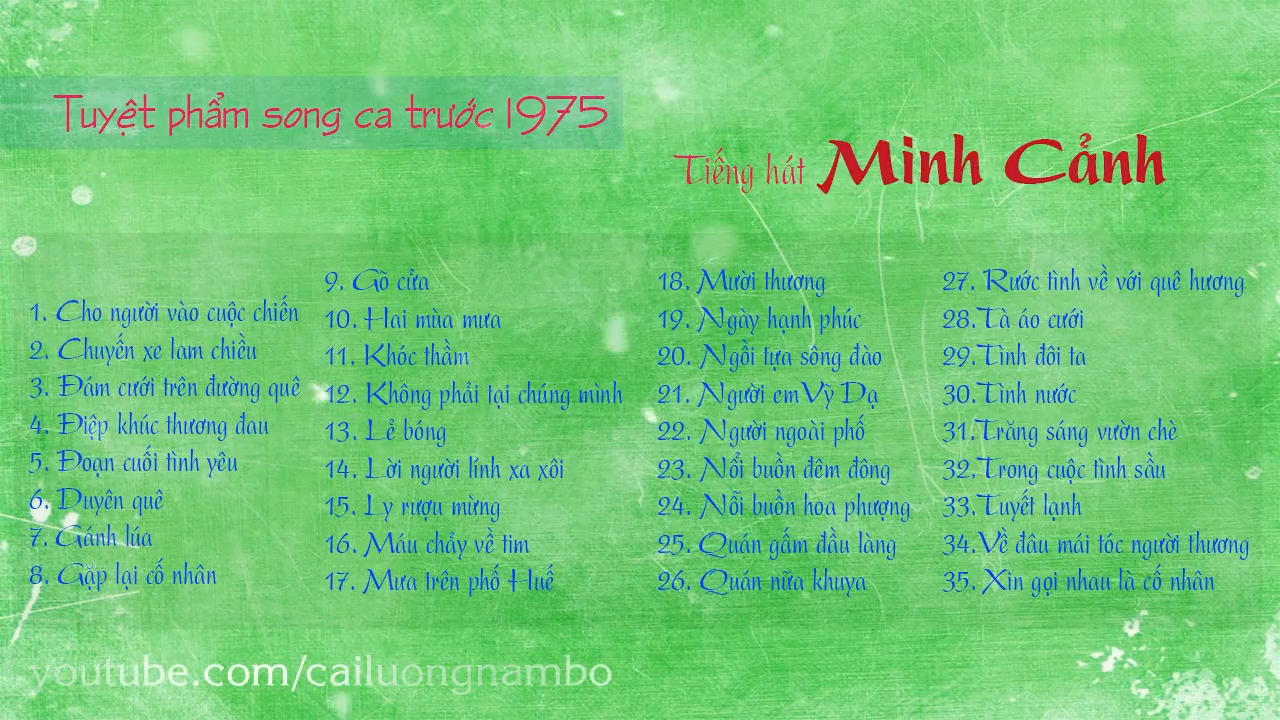 Tuyệt phẩm song ca trước 1975
Tiếng hát Minh Cảnh
1. Cho người vào cuộc chiến
2. Chuyến xe lam chiều
3. Đám cưới trên đường quê
4. Điệp khúc thương đau
5. Đoạn cuối tình yêu
6. Duyên quê
7. Gánh lúa
8. Gặp lại cố nhân
9. Gõ cửa
10. Hai mùa mưa
11. Khóc thầm
12. Không phải tại chúng mình
13. Lẻ bóng
14. Lời người lính xa xôi
15. Ly rượu mừng
16. Máu chảy về tim
17. Mưa trên phố Huế
18. Mười thương
19. Ngày hạnh phúc
20. Ngồi tựa sông đào
21. Người em Vỹ Dạ
22. Người ngoài phố
23. Nổi buồn đêm đông
24. Nỗi buồn hoa phượng
25. Quán gấm đầu làng
26. Quán nữa khuya
27. Rước tình về với quê hương
28. Tà áo cưới
29. Tình đôi ta
30. Tình nước
31. Trăng sáng vườn chè
32. Trong cuộc tình sầu
33. Tuyết lạnh
34. Về đâu mái tóc người thương
35. Xin gọi nhau là cố nhân
youtube.com/cailuongnambo